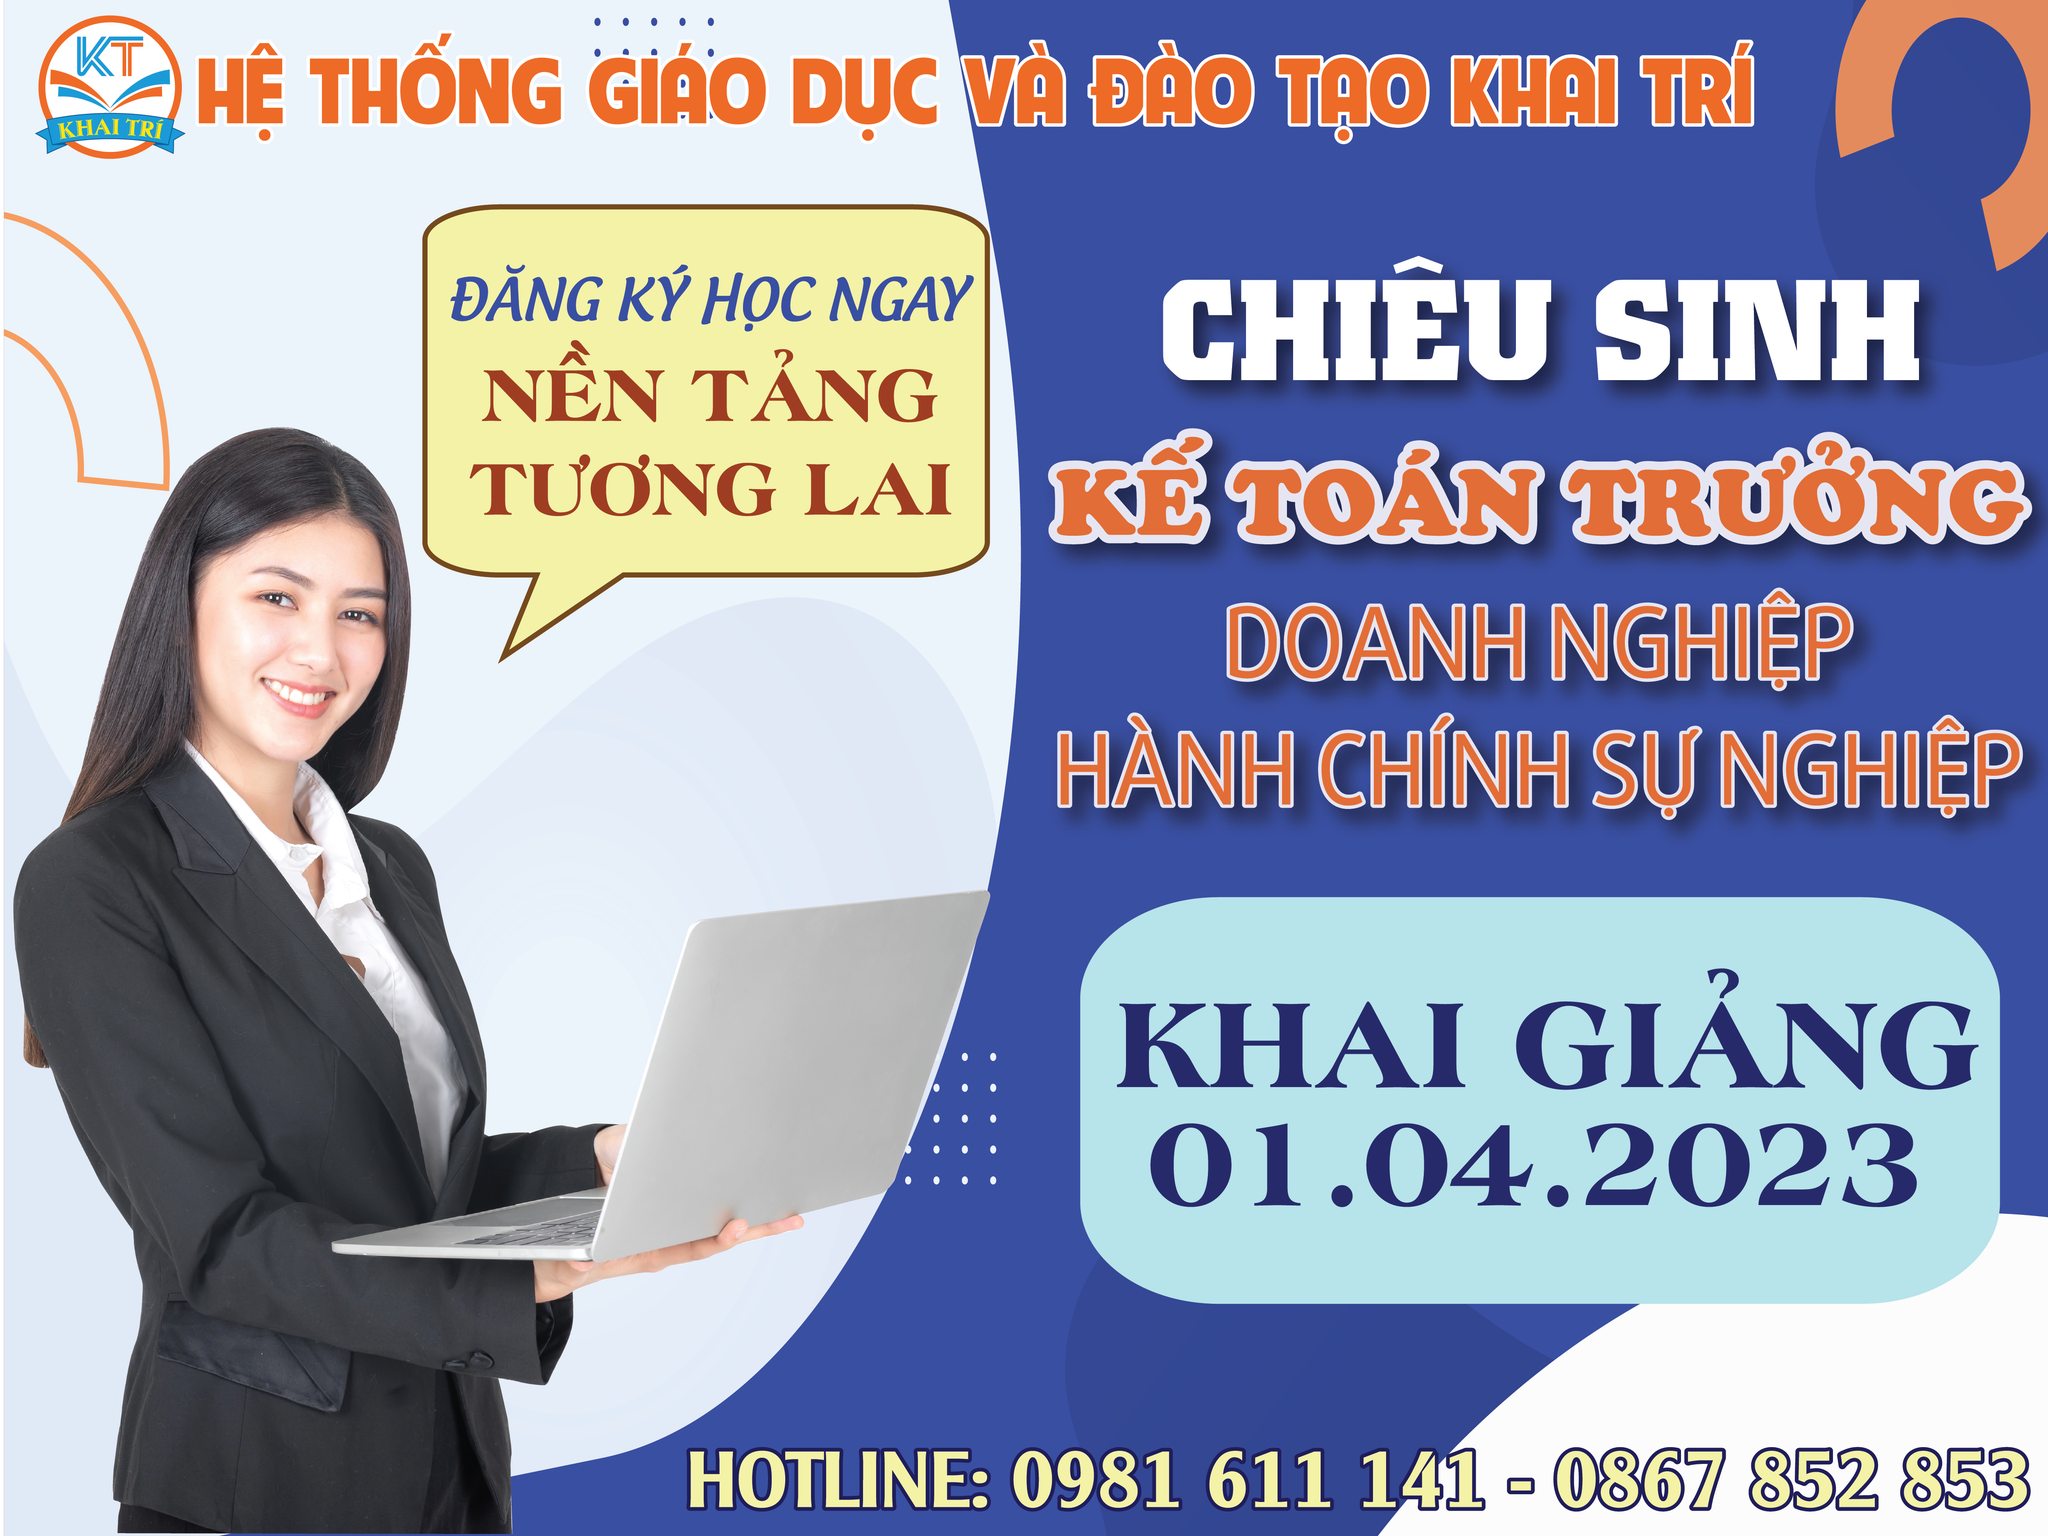 KT
KHAI TRÍ
HỆ THỐNG GIÁO DỤC VÀ ĐÀO TẠO KHAI TRÍ
ĐĂNG KÝ HỌC NGAY
NỀN TẢNG
TƯƠNG LAI
CHIÊU SINH
KẾ TOÁN TRƯỞNG
DOANH NGHIỆP
HÀNH CHÍNH SỰ NGHIỆP
KHAI GIẢNG
01.04.2023
HOTLINE: 0981 611 141 - 0867 852 853